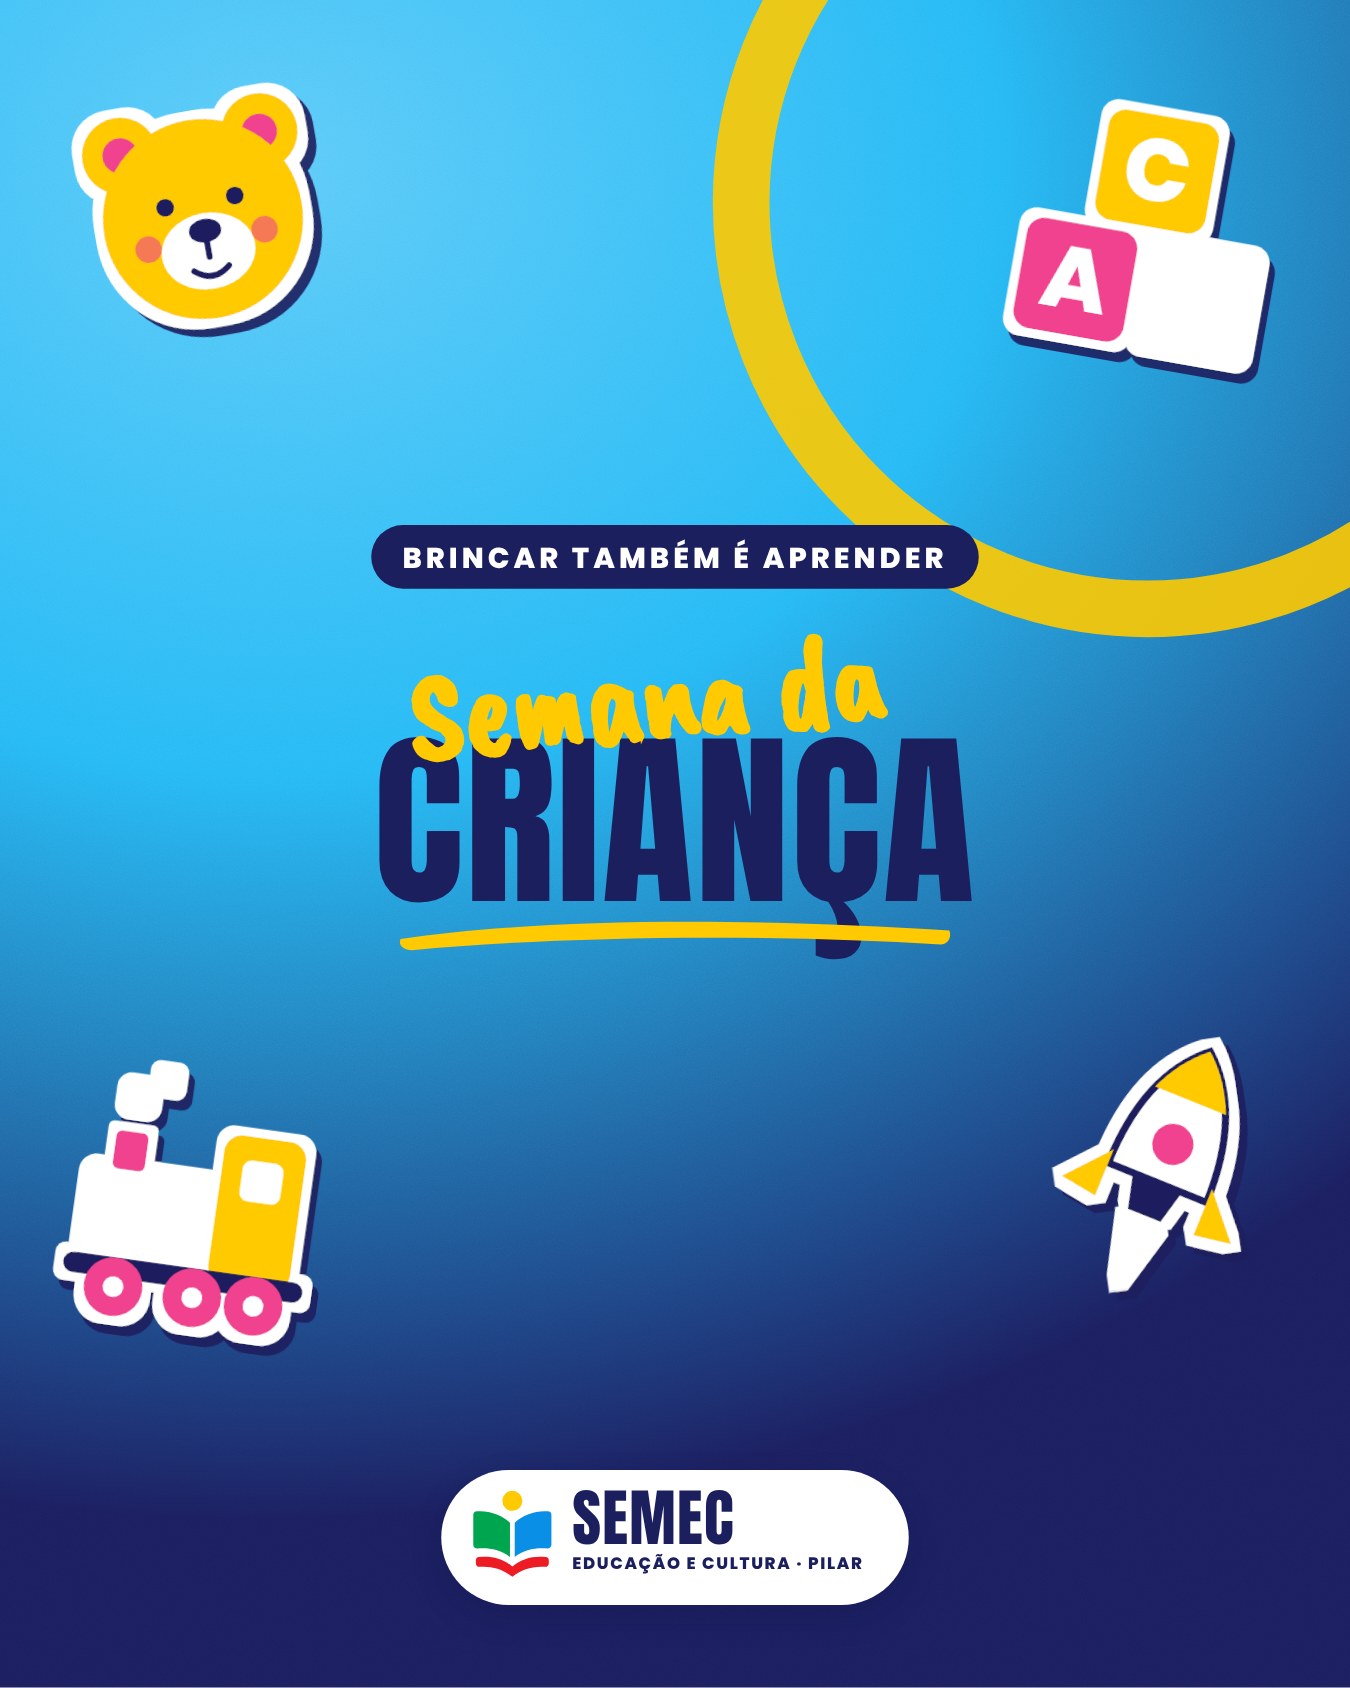 C
A
BRINCAR TAMBÉM É APRENDER
Semana da
CRIANÇA
SEMEC
EDUCAÇÃO E CULTURA · PILAR